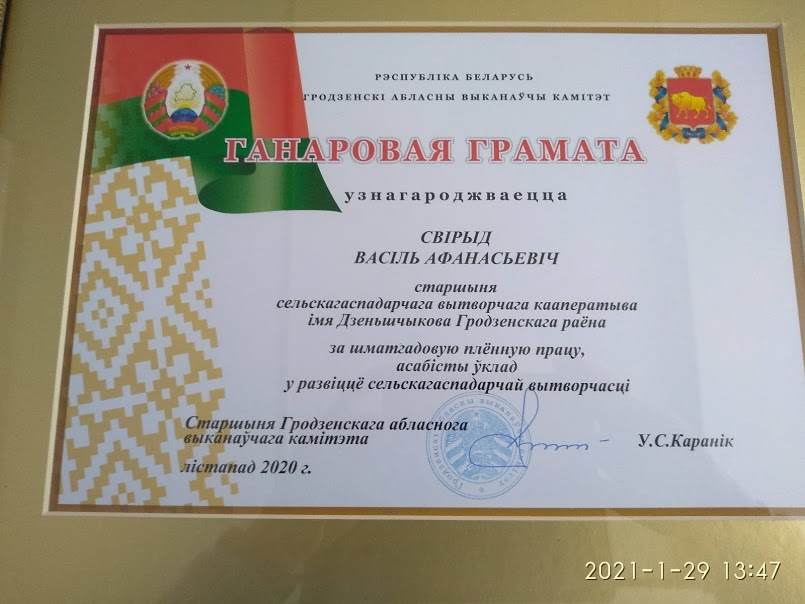 РЭСПУБЛІКА БЕЛАРУСЬ
ГРОДЗЕНСКІ АБЛАСНЫ ВЫКАНАЎЧЫ КАМІТЭТ
ГАНАРОВАЯ ГРАМАТА
узнагароджваецца
СВІРЫД
ВАСІЛЬ АФАНАСЬЕВІЧ
старшыня
сельскагаспадарчага вытворчага кааператыва
імя Дзеньшчыкова Гродзенскага раёна
за шматгадовую плённую працу,
асабісты ўклад
у развіццё сельскагаспадарчай вытворчасці
Старшыня Гродзенскага абласнога
выканаўчага камітэта
У.С.Каранік
лістапад 2020 г.
2021-1-29 13:47